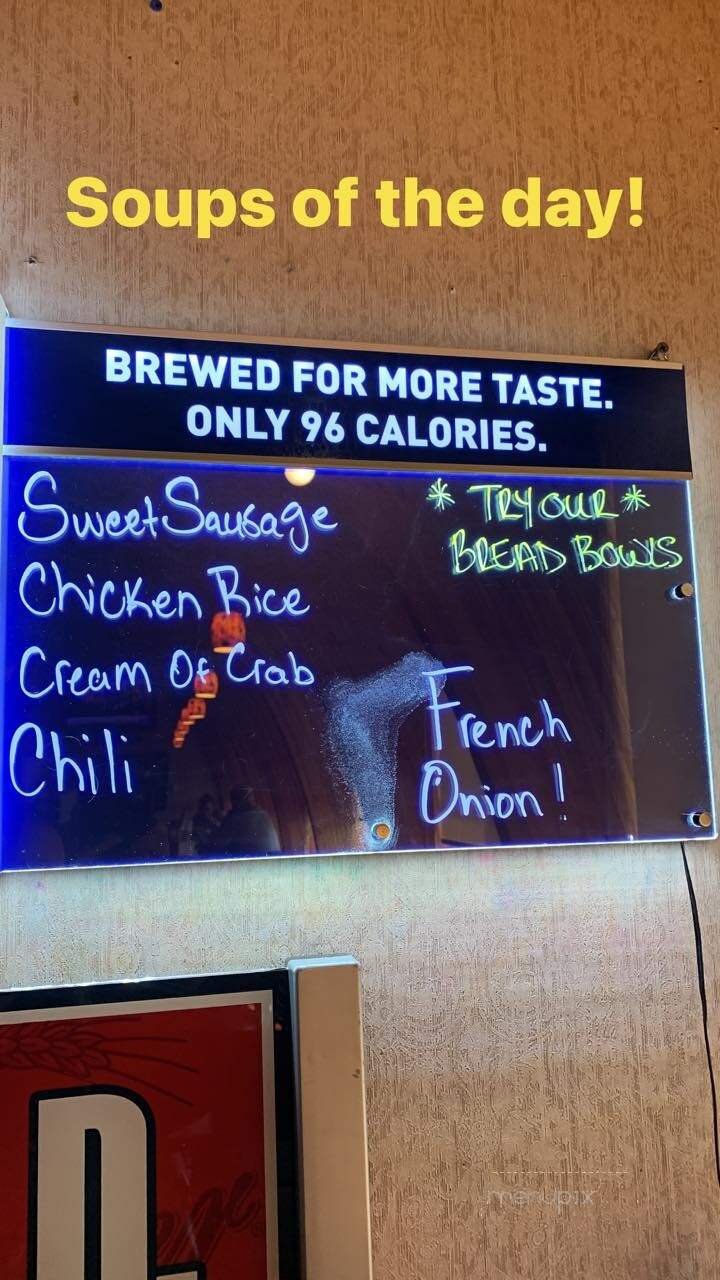 Soups of the day!
BREWED FOR MORE TASTE.
ONLY 96 CALORIES.
Sweet Sausage
Chicken Rice
Cream Of Crab
Chili
* TRY OUR *
BREAD BOWLS
French
Onion!
menupix